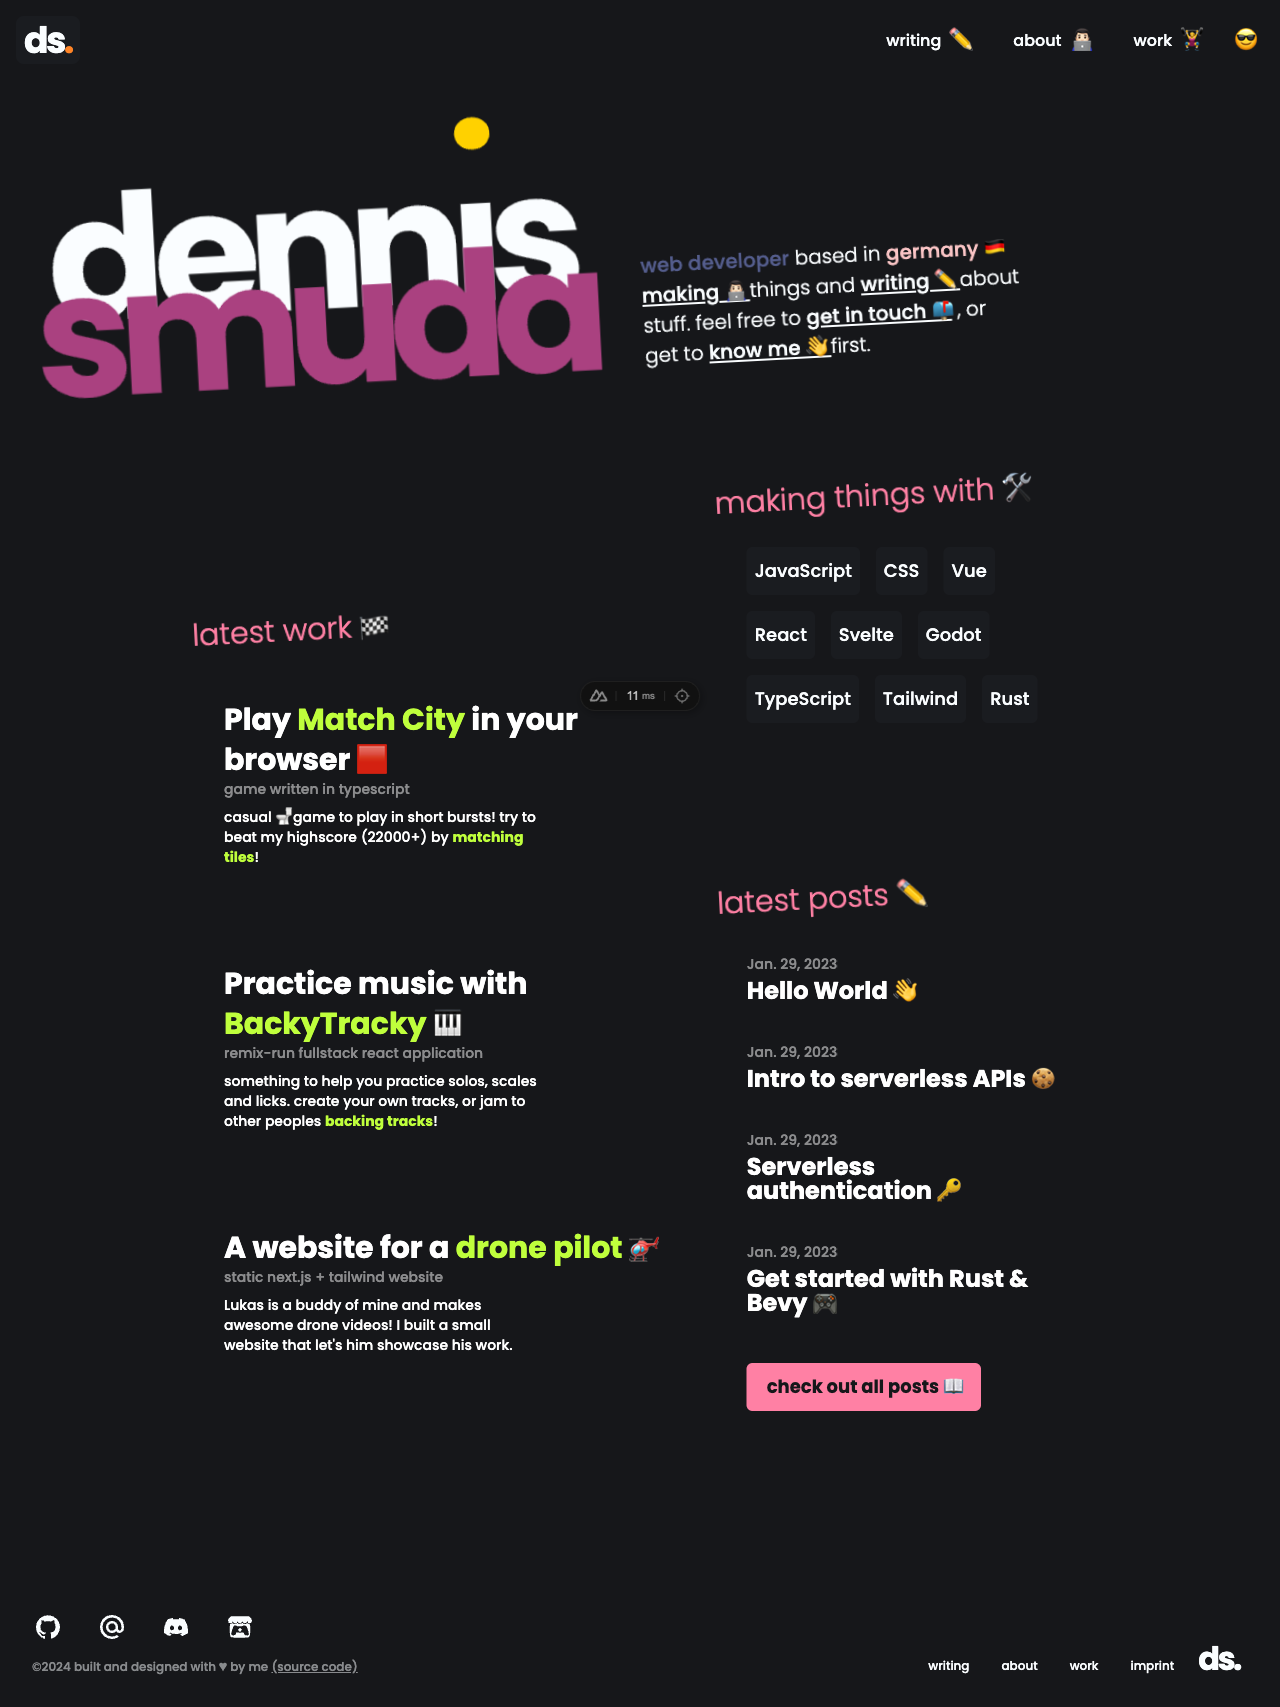 ds.
writing ✏️ about 👨🏻‍💻 work 🏋️ 😎
dennis
smuda
web developer based in germany 🇩🇪
making 👨🏻‍💻 things and writing ✏️ about
stuff. feel free to get in touch 📬, or
get to know me 👋 first.
making things with 🛠️
JavaScript CSS Vue
React Svelte Godot
TypeScript Tailwind Rust
latest work 🏁
11 ms
Play Match City in your
browser 🟥
game written in typescript
casual 🚽 game to play in short bursts! try to
beat my highscore (22000+) by matching
tiles!
Practice music with
BackyTracky 🎹
remix-run fullstack react application
something to help you practice solos, scales
and licks. create your own tracks, or jam to
other peoples backing tracks!
A website for a drone pilot 🚁
static next.js + tailwind website
Lukas is a buddy of mine and makes
awesome drone videos! I built a small
website that let's him showcase his work.
latest posts ✏️
Jan. 29, 2023
Hello World 👋
Jan. 29, 2023
Intro to serverless APIs 🍪
Jan. 29, 2023
Serverless
authentication 🔑
Jan. 29, 2023
Get started with Rust &
Bevy 🎮
check out all posts 📖
©2024 built and designed with ♥ by me (source code)
writing about work imprint ds.